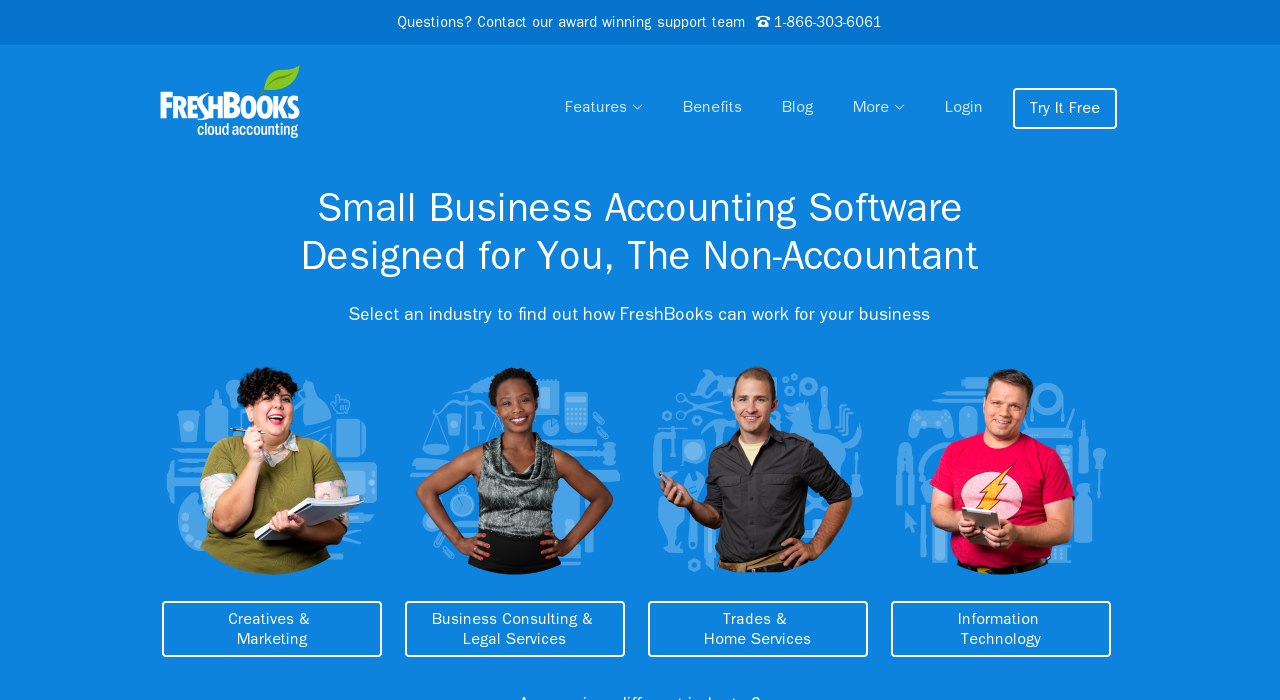 Questions? Contact our award winning support team 1-866-303-6061
FRESHBOOKS
cloud accounting
Features
Benefits
Blog
More
Login
Try It Free
Small Business Accounting Software
Designed for You, The Non-Accountant
Select an industry to find out how FreshBooks can work for your business
Creatives &
Marketing
Business Consulting &
Legal Services
Trades &
Home Services
Information
Technology